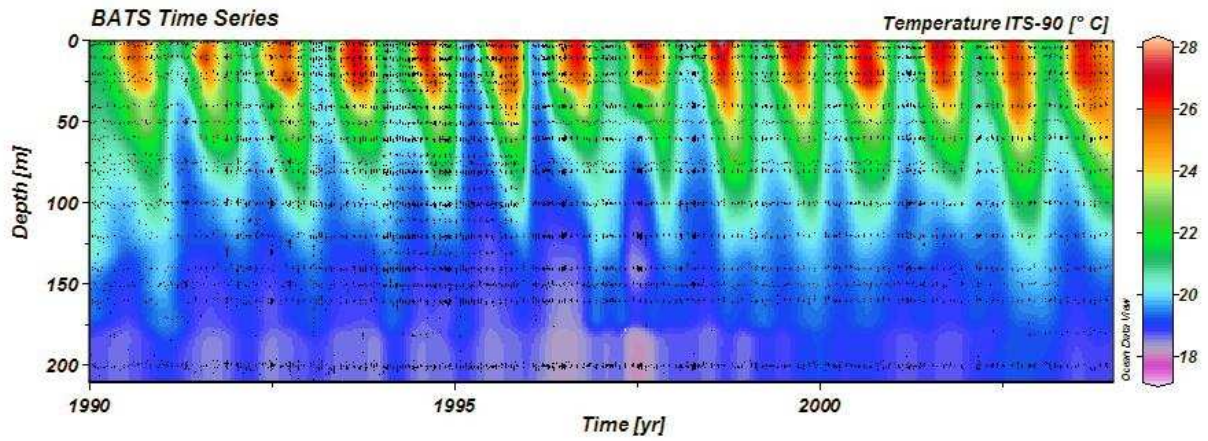 BATS Time Series
Temperature ITS-90 [° C]
0
50
100
150
200
Depth [m]
28
26
24
22
20
18
Ocean Data View
1990
1995
2000
Time [yr]